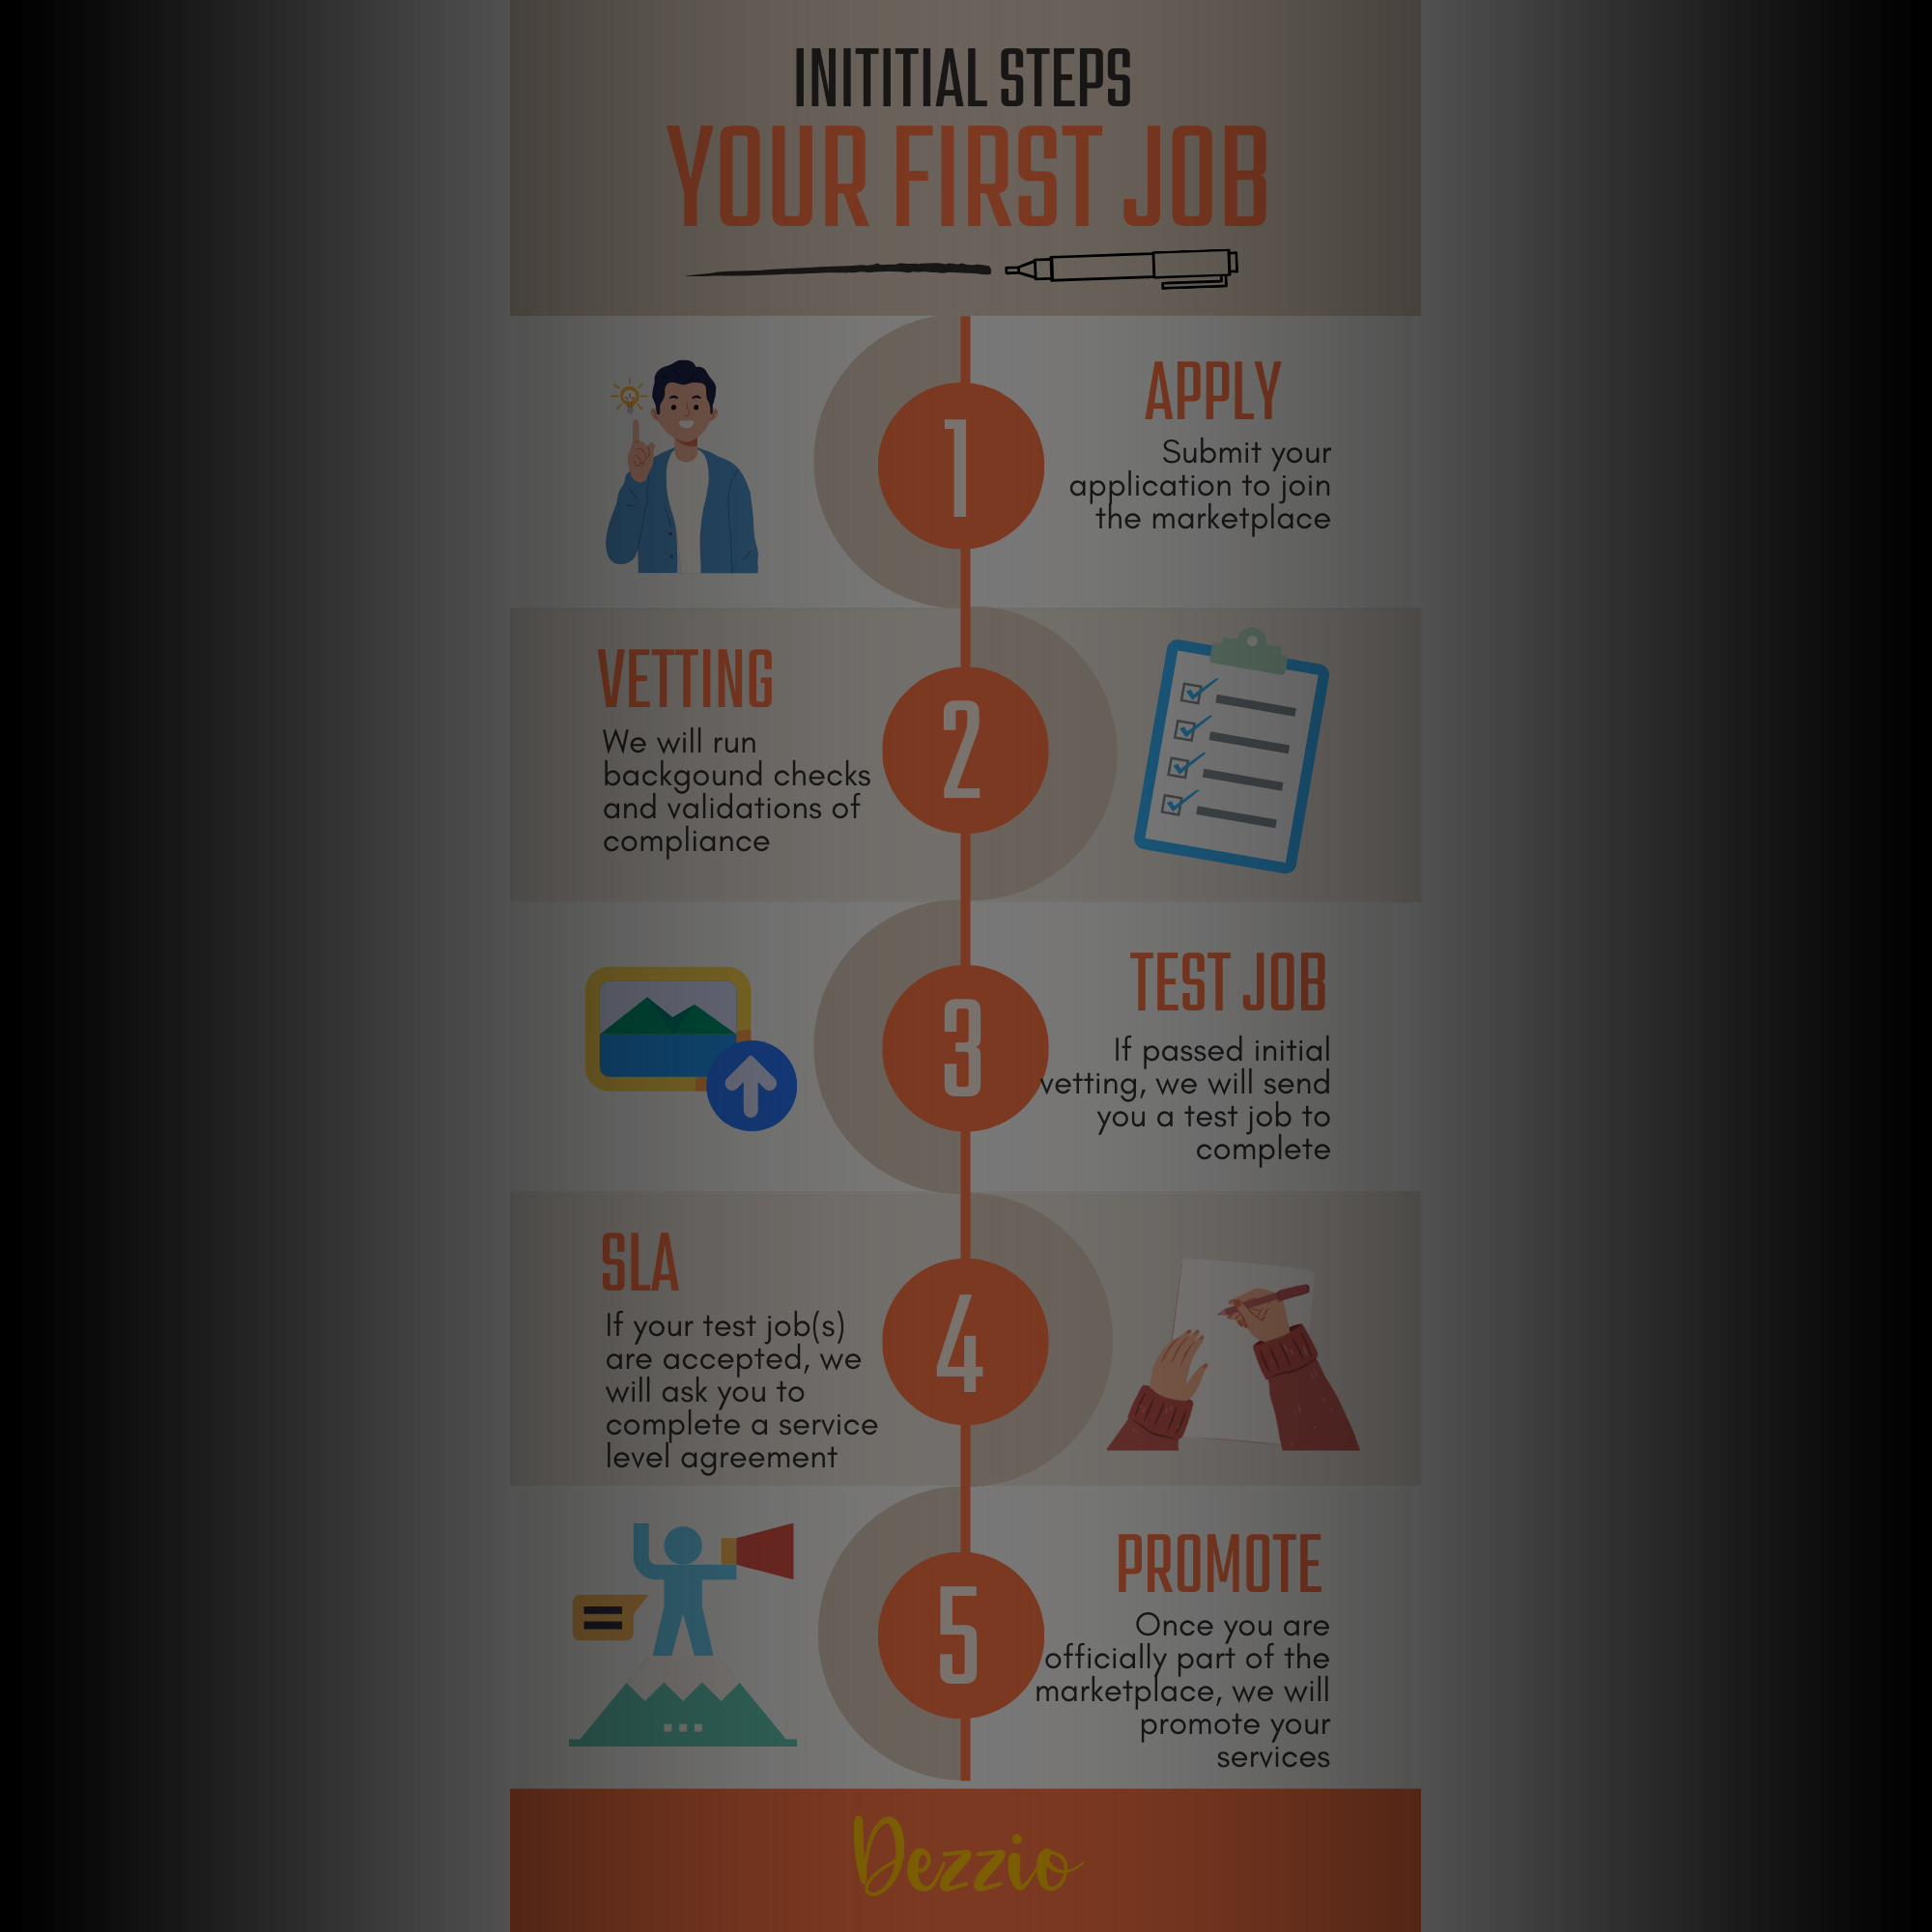 INITITIAL STEPS
YOUR FIRST JOB
1
APPLY
Submit your
application to join
the marketplace
VETTING
We will run
backgound checks
and validations of
compliance
2
3
TEST JOB
If passed initial
vetting, we will send
you a test job to
complete
SLA
If your test job(s)
are accepted, we
will ask you to
complete a service
level agreement
4
5
PROMOTE
Once you are
officially part of the
marketplace, we will
promote your
services
Dezzio